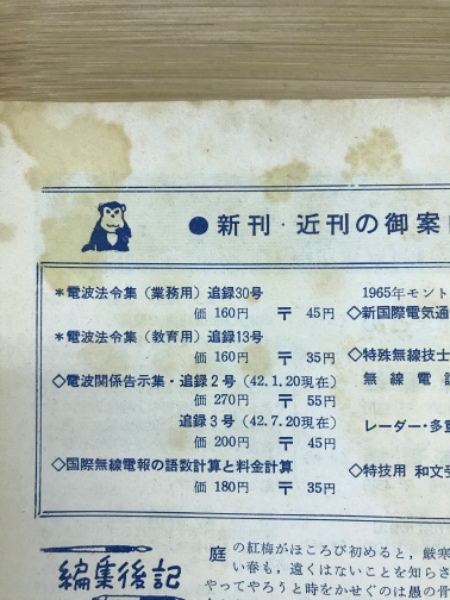 ●新刊・近刊の御案
＊電波法令集（業務用）追録30号
価 160円 〒 45円
＊電波法令集（教育用）追録13号
価 160円 〒 35円
◇電波関係告示集・追録２号（42.1.20現在）
価 270円 〒 55円
追録３号（42.7.20現在）
価 200円 〒 45円
◇国際無線電報の語数計算と料金計算
価 180円 〒 35円
1965年モント
◇新国際電気通
◇特殊無線技士
無線電
レーダー・多重
◇特技用 和文受
編集後記
庭の紅梅がほころび初めると，厳寒
い春も，遠くはないことを知らさ
やってやろうと時をかせぐのは愚の骨